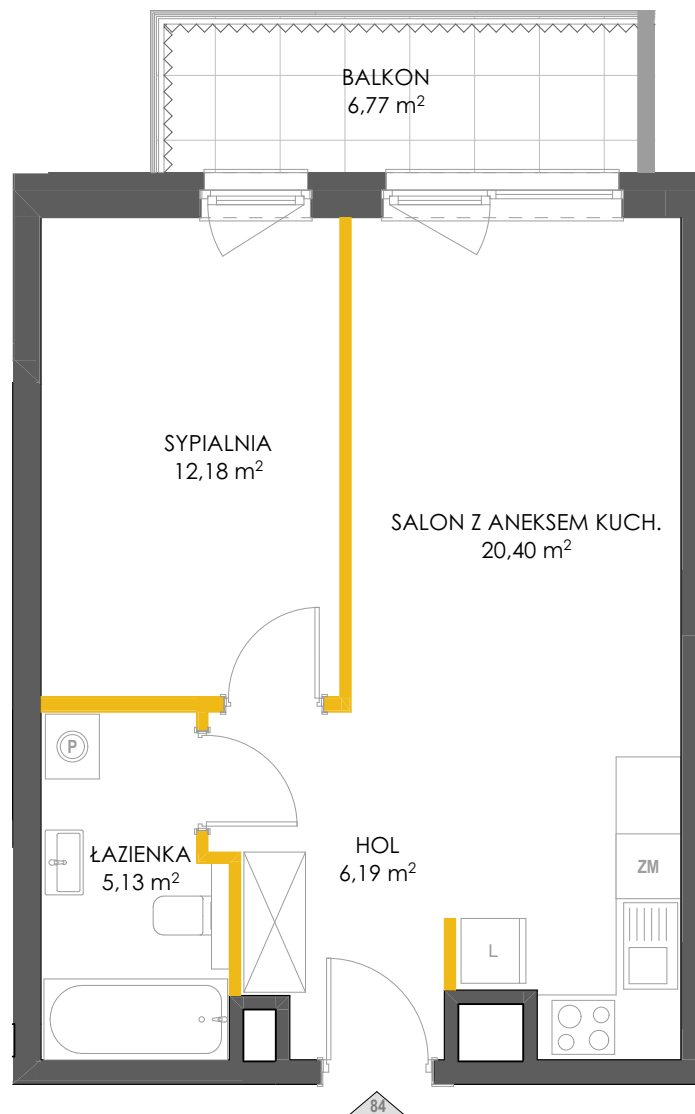 BALKON
6,77 m²
SYPIALNIA
12,18 m²
SALON Z ANEKSEM KUCH.
20,40 m²
P
ŁAZIENKA
5,13 m²
HOL
6,19 m²
ZM
L
84